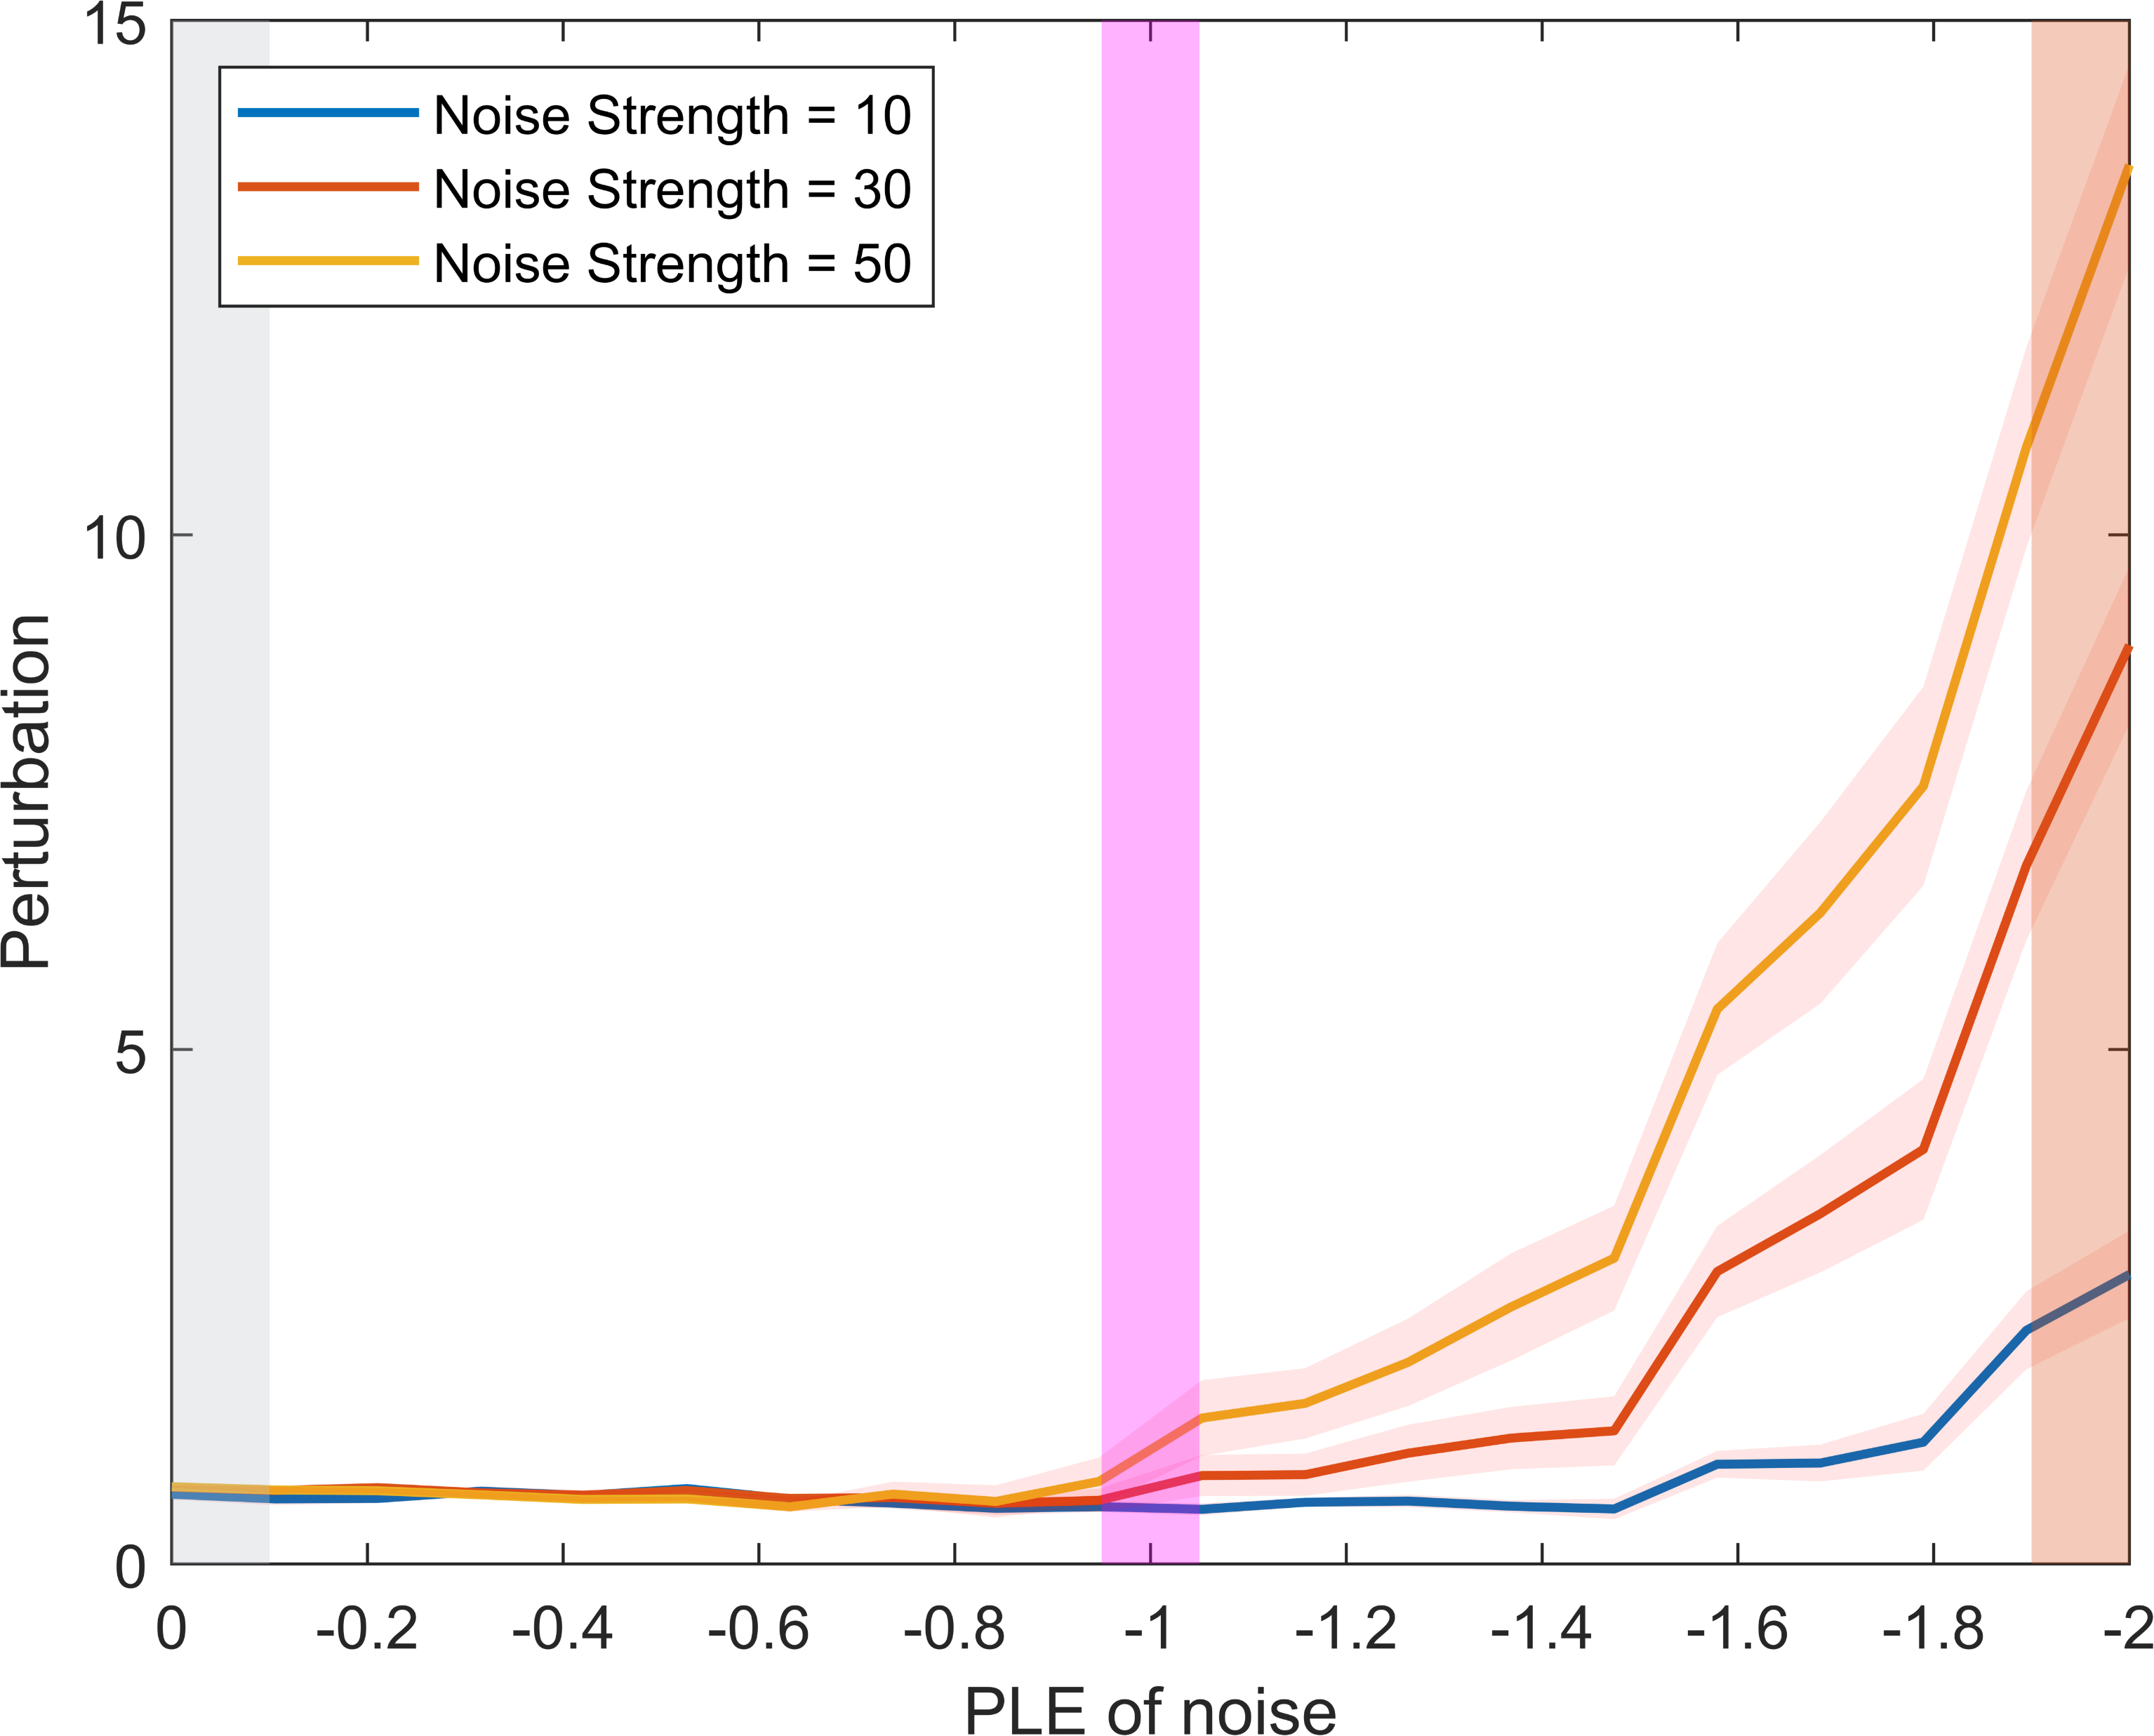 15
10
5
0
Perturbation
Noise Strength = 10
Noise Strength = 30
Noise Strength = 50
0 -0.2 -0.4 -0.6 -0.8 -1 -1.2 -1.4 -1.6 -1.8 -2
PLE of noise